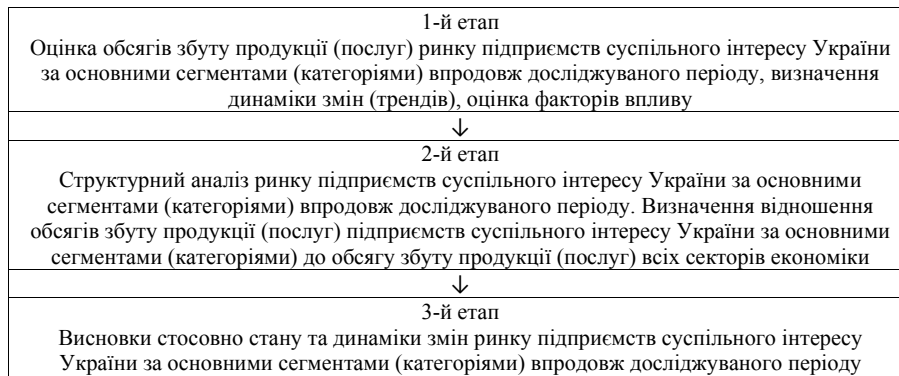 1-й етап
Оцінка обсягів збуту продукції (послуг) ринку підприємств суспільного інтересу України
за основними сегментами (категоріями) впродовж досліджуваного періоду, визначення
динаміки змін (трендів), оцінка факторів впливу
↓
2-й етап
Структурний аналіз ринку підприємств суспільного інтересу України за основними
сегментами (категоріями) впродовж досліджуваного періоду. Визначення відношення
обсягів збуту продукції (послуг) підприємств суспільного інтересу України за основними
сегментами (категоріями) до обсягу збуту продукції (послуг) всіх секторів економіки
↓
3-й етап
Висновки стосовно стану та динаміки змін ринку підприємств суспільного інтересу
України за основними сегментами (категоріями) впродовж досліджуваного періоду